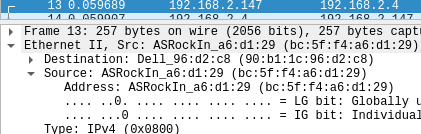 13 0.059689 192.168.2.147 192.168.2.4
14 0.059907 192.168.2.4 192.168.2.147
Frame 13: 257 bytes on wire (2056 bits), 257 bytes captu
Ethernet II, Src: ASRockIn_a6:d1:29 (bc:5f:f4:a6:d1:29)
Destination: Dell_96:d2:c8 (90:b1:1c:96:d2:c8)
Source: ASRockIn_a6:d1:29 (bc:5f:f4:a6:d1:29)
Address: ASRockIn_a6:d1:29 (bc:5f:f4:a6:d1:29)
.... ..0. .... .... .... .... = LG bit: Globally u
.... ...0 .... .... .... .... = IG bit: Individual
Type: IPv4 (0x0800)